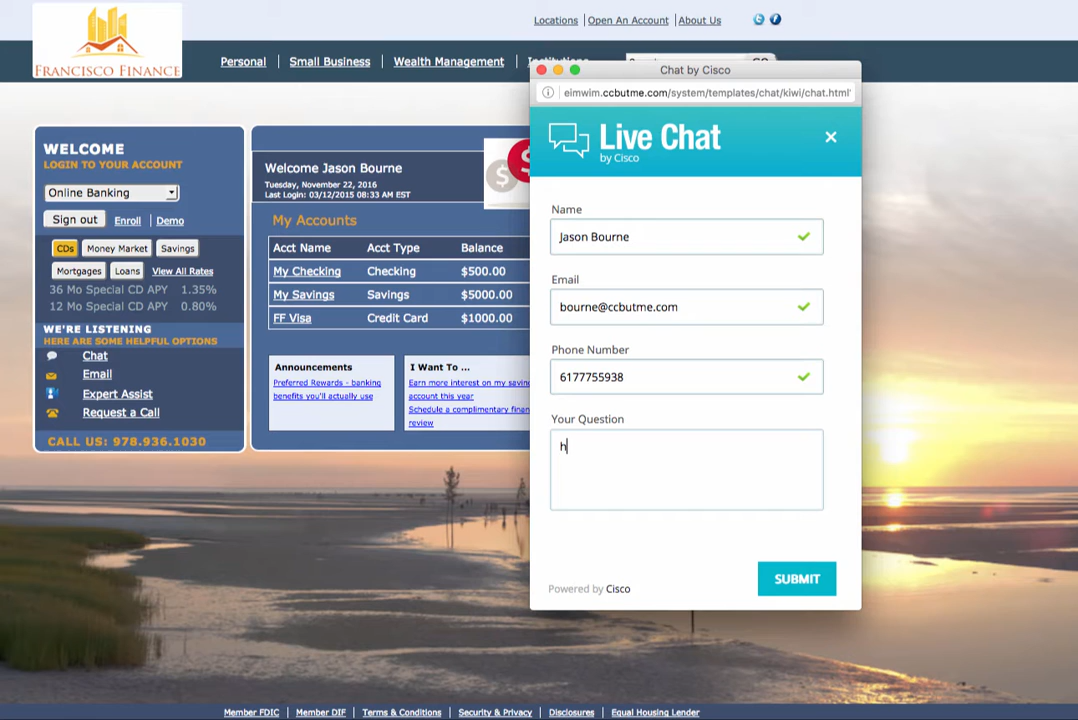 Locations | Open An Account | About Us
FRANCISCO FINANCE
Personal | Small Business | Wealth Management |
WELCOME
LOGIN TO YOUR ACCOUNT
Online Banking
Sign out Enroll | Demo
CDs Money Market Savings
Mortgages Loans View All Rates
36 Mo Special CD APY 1.35%
12 Mo Special CD APY 0.80%
WE'RE LISTENING
HERE ARE SOME HELPFUL OPTIONS
Chat
Email
Expert Assist
Request a Call
CALL US: 978.936.1030
Welcome Jason Bourne
Tuesday, November 22, 2016
Last Login: 03/12/2015 08:33 AM EST
My Accounts
Acct Name Acct Type Balance
My Checking Checking $500.00
My Savings Savings $5000.00
FF Visa Credit Card $1000.00
Announcements
Preferred Rewards - banking
benefits you'll actually use
I Want To ...
Earn more interest on my savin
account this year
Schedule a complimentary finan
review
Chat by Cisco
eimwim.ccbutme.com/system/templates/chat/kiwi/chat.html
Live Chat
by Cisco
Name
Jason Bourne
Email
bourne@ccbutme.com
Phone Number
6177755938
Your Question
h
SUBMIT
Powered by Cisco
Member FDIC | Member DIF | Terms & Conditions | Security & Privacy | Disclosures | Equal Housing Lender